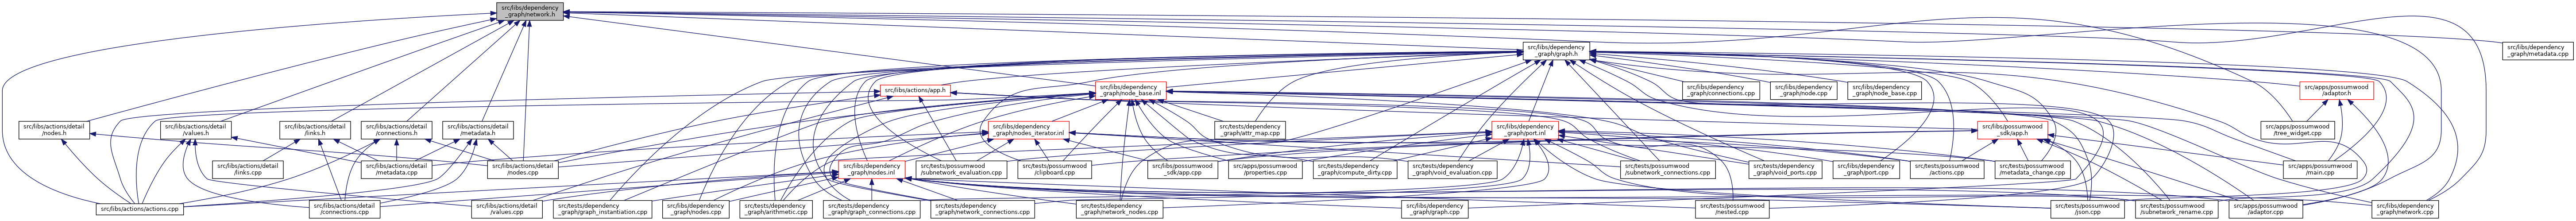 src/libs/dependency
_graph/network.h
src/libs/dependency
_graph/graph.h
src/libs/dependency
_graph/metadata.cpp
src/libs/actions/app.h
src/libs/dependency
_graph/node_base.inl
src/libs/dependency
_graph/connections.cpp
src/libs/dependency
_graph/node.cpp
src/libs/dependency
_graph/node_base.cpp
src/apps/possumwood
/adaptor.h
src/libs/actions/detail
/nodes.h
src/libs/actions/detail
/values.h
src/libs/actions/detail
/links.h
src/libs/actions/detail
/connections.h
src/libs/actions/detail
/metadata.h
src/libs/dependency
_graph/nodes_iterator.inl
src/tests/dependency
_graph/attr_map.cpp
src/libs/dependency
_graph/port.inl
src/libs/possumwood
_sdk/app.h
src/apps/possumwood
/tree_widget.cpp
src/libs/actions/detail
/links.cpp
src/libs/actions/detail
/metadata.cpp
src/libs/actions/detail
/nodes.cpp
src/libs/dependency
_graph/nodes.inl
src/tests/possumwood
/subnetwork_evaluation.cpp
src/tests/possumwood
/clipboard.cpp
src/libs/possumwood
_sdk/app.cpp
src/apps/possumwood
/properties.cpp
src/tests/dependency
_graph/compute_dirty.cpp
src/tests/dependency
_graph/void_evaluation.cpp
src/tests/possumwood
/subnetwork_connections.cpp
src/tests/dependency
_graph/void_ports.cpp
src/libs/dependency
_graph/port.cpp
src/tests/possumwood
/actions.cpp
src/tests/possumwood
/metadata_change.cpp
src/apps/possumwood
/main.cpp
src/libs/actions/actions.cpp
src/libs/actions/detail
/connections.cpp
src/libs/actions/detail
/values.cpp
src/tests/dependency
_graph/graph_instantiation.cpp
src/libs/dependency
_graph/nodes.cpp
src/tests/dependency
_graph/arithmetic.cpp
src/tests/dependency
_graph/graph_connections.cpp
src/tests/dependency
_graph/network_connections.cpp
src/tests/dependency
_graph/network_nodes.cpp
src/libs/dependency
_graph/graph.cpp
src/tests/possumwood
/nested.cpp
src/tests/possumwood
/json.cpp
src/tests/possumwood
/subnetwork_rename.cpp
src/apps/possumwood
/adaptor.cpp
src/libs/dependency
_graph/network.cpp